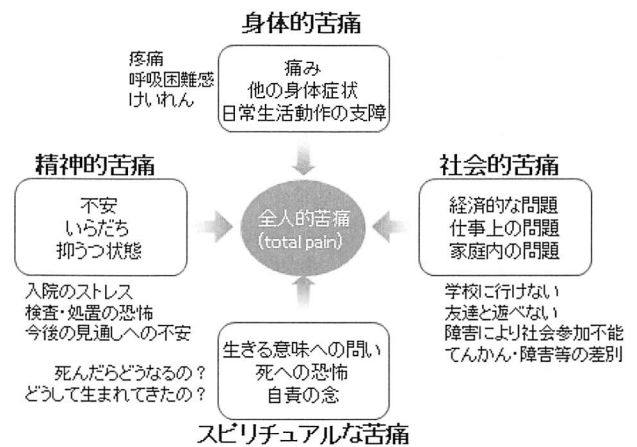 身体的苦痛
疼痛
呼吸困難感
けいれん
痛み
他の身体症状
日常生活動作の支障
精神的苦痛
不安
いらだち
抑うつ状態
入院のストレス
検査・処置の恐怖
今後の見通しへの不安
全人的苦痛
(total pain)
社会的苦痛
経済的な問題
仕事上の問題
家庭内の問題
学校に行けない
友達と遊べない
障害により社会参加不能
てんかん・障害等の差別
死んだらどうなるの?
どうして生まれてきたの?
生きる意味への問い
死への恐怖
自責の念
スピリチュアルな苦痛